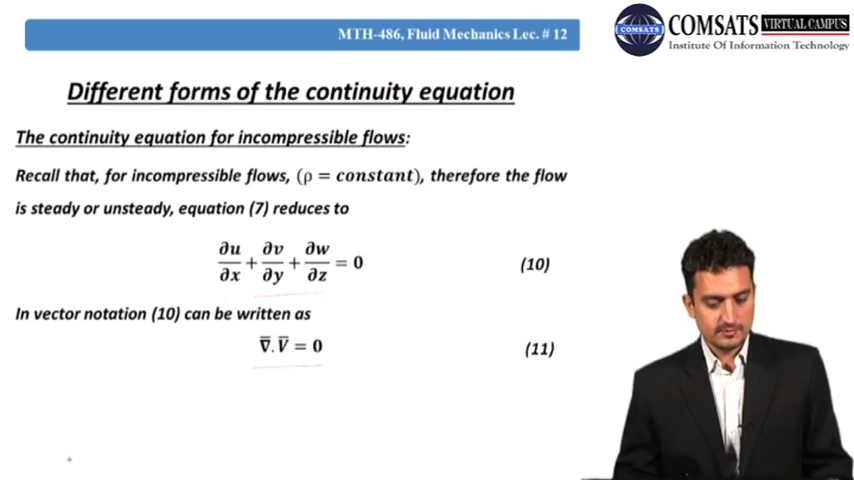 MTH-486, Fluid Mechanics Lec. # 12
COMSATS VIRTUAL CAMPUS
COMSATS
Institute Of Information Technology
Different forms of the continuity equation
The continuity equation for incompressible flows:
Recall that, for incompressible flows, (ρ = constant), therefore the flow
is steady or unsteady, equation (7) reduces to
∂u/∂x + ∂v/∂y + ∂w/∂z = 0 (10)
In vector notation (10) can be written as
∇̅. V̅ = 0 (11)